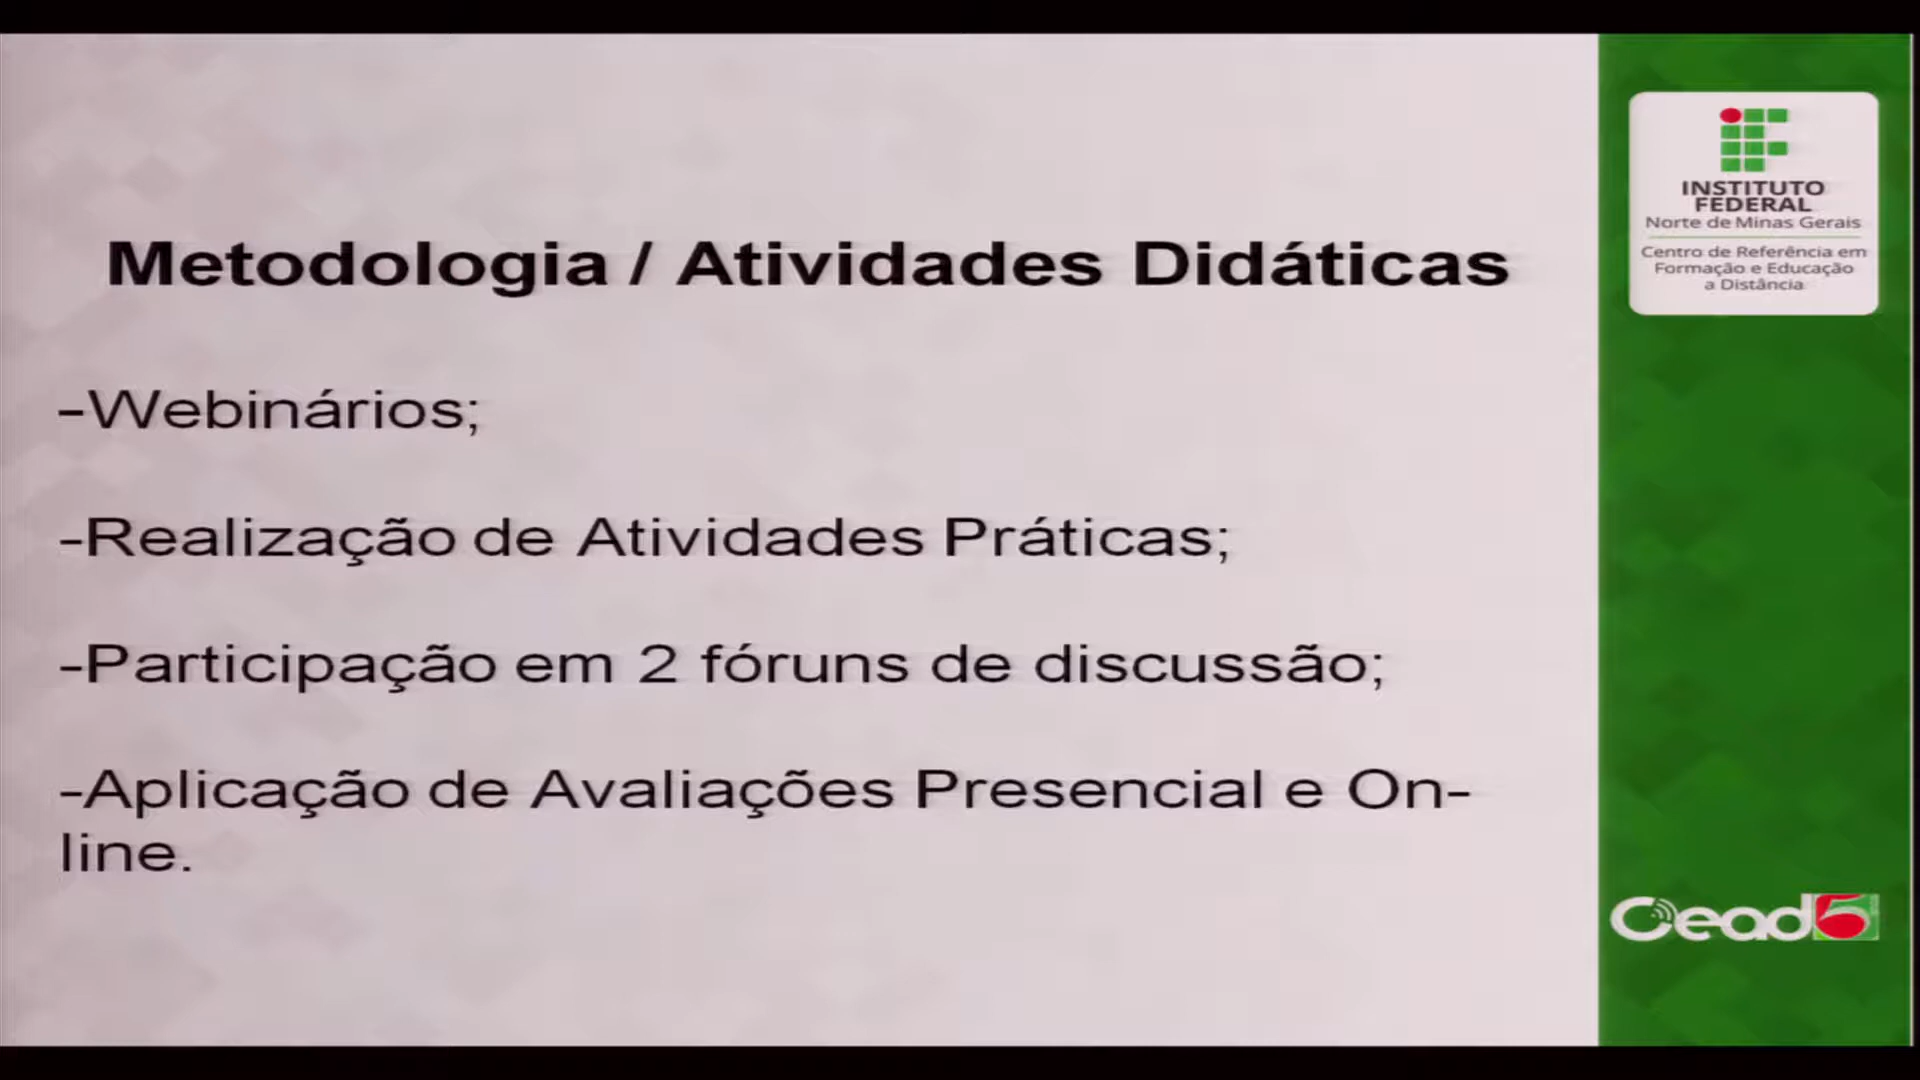 Metodologia / Atividades Didáticas
-Webinários;
-Realização de Atividades Práticas;
-Participação em 2 fóruns de discussão;
-Aplicação de Avaliações Presencial e On-
line.
INSTITUTO
FEDERAL
Norte de Minas Gerais
Centro de Referência em
Formação e Educação
a Distância
Cead5